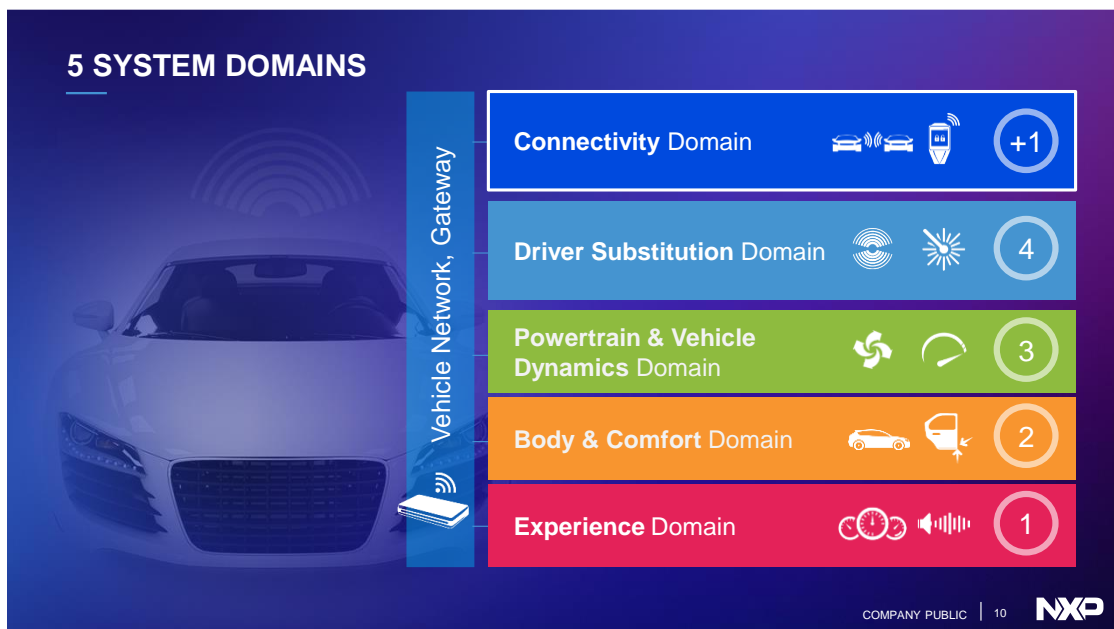 5 SYSTEM DOMAINS
Vehicle Network, Gateway
Connectivity Domain
+1
Driver Substitution Domain
4
Powertrain & Vehicle
Dynamics Domain
3
Body & Comfort Domain
2
Experience Domain
1
COMPANY PUBLIC | 10
NXP